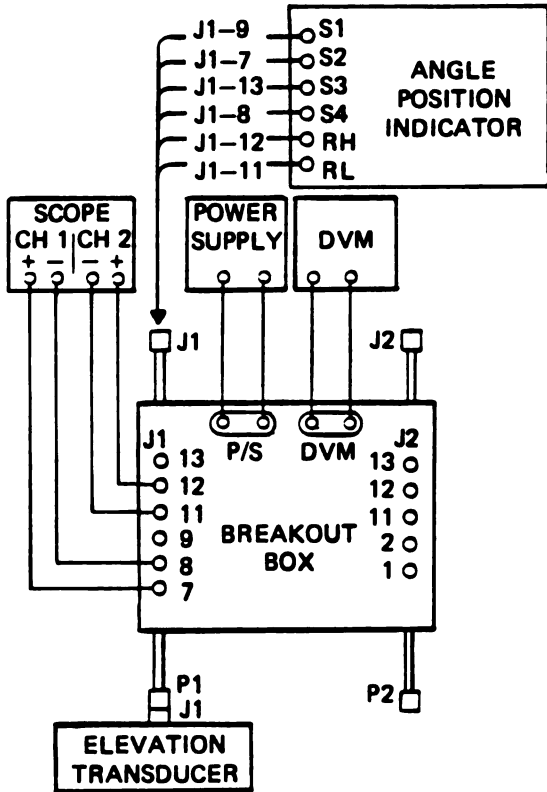 J1–9 S1
J1–7 S2
J1–13 S3
J1–8 S4
J1–12 RH
J1–11 RL
ANGLE
POSITION
INDICATOR
SCOPE
CH 1 CH 2
+ – – +
POWER
SUPPLY
DVM
J1
J2
P/S
DVM
J1
13
12
11
9
8
7
BREAKOUT
BOX
J2
13
12
11
2
1
P1
J1
P2
ELEVATION
TRANSDUCER